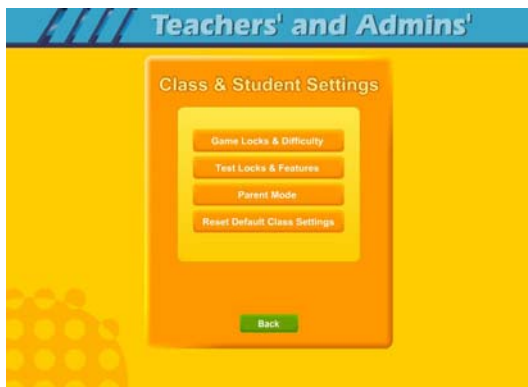 Teachers' and Admins'
Class & Student Settings
Game Locks & Difficulty
Test Locks & Features
Parent Mode
Reset Default Class Settings
Back